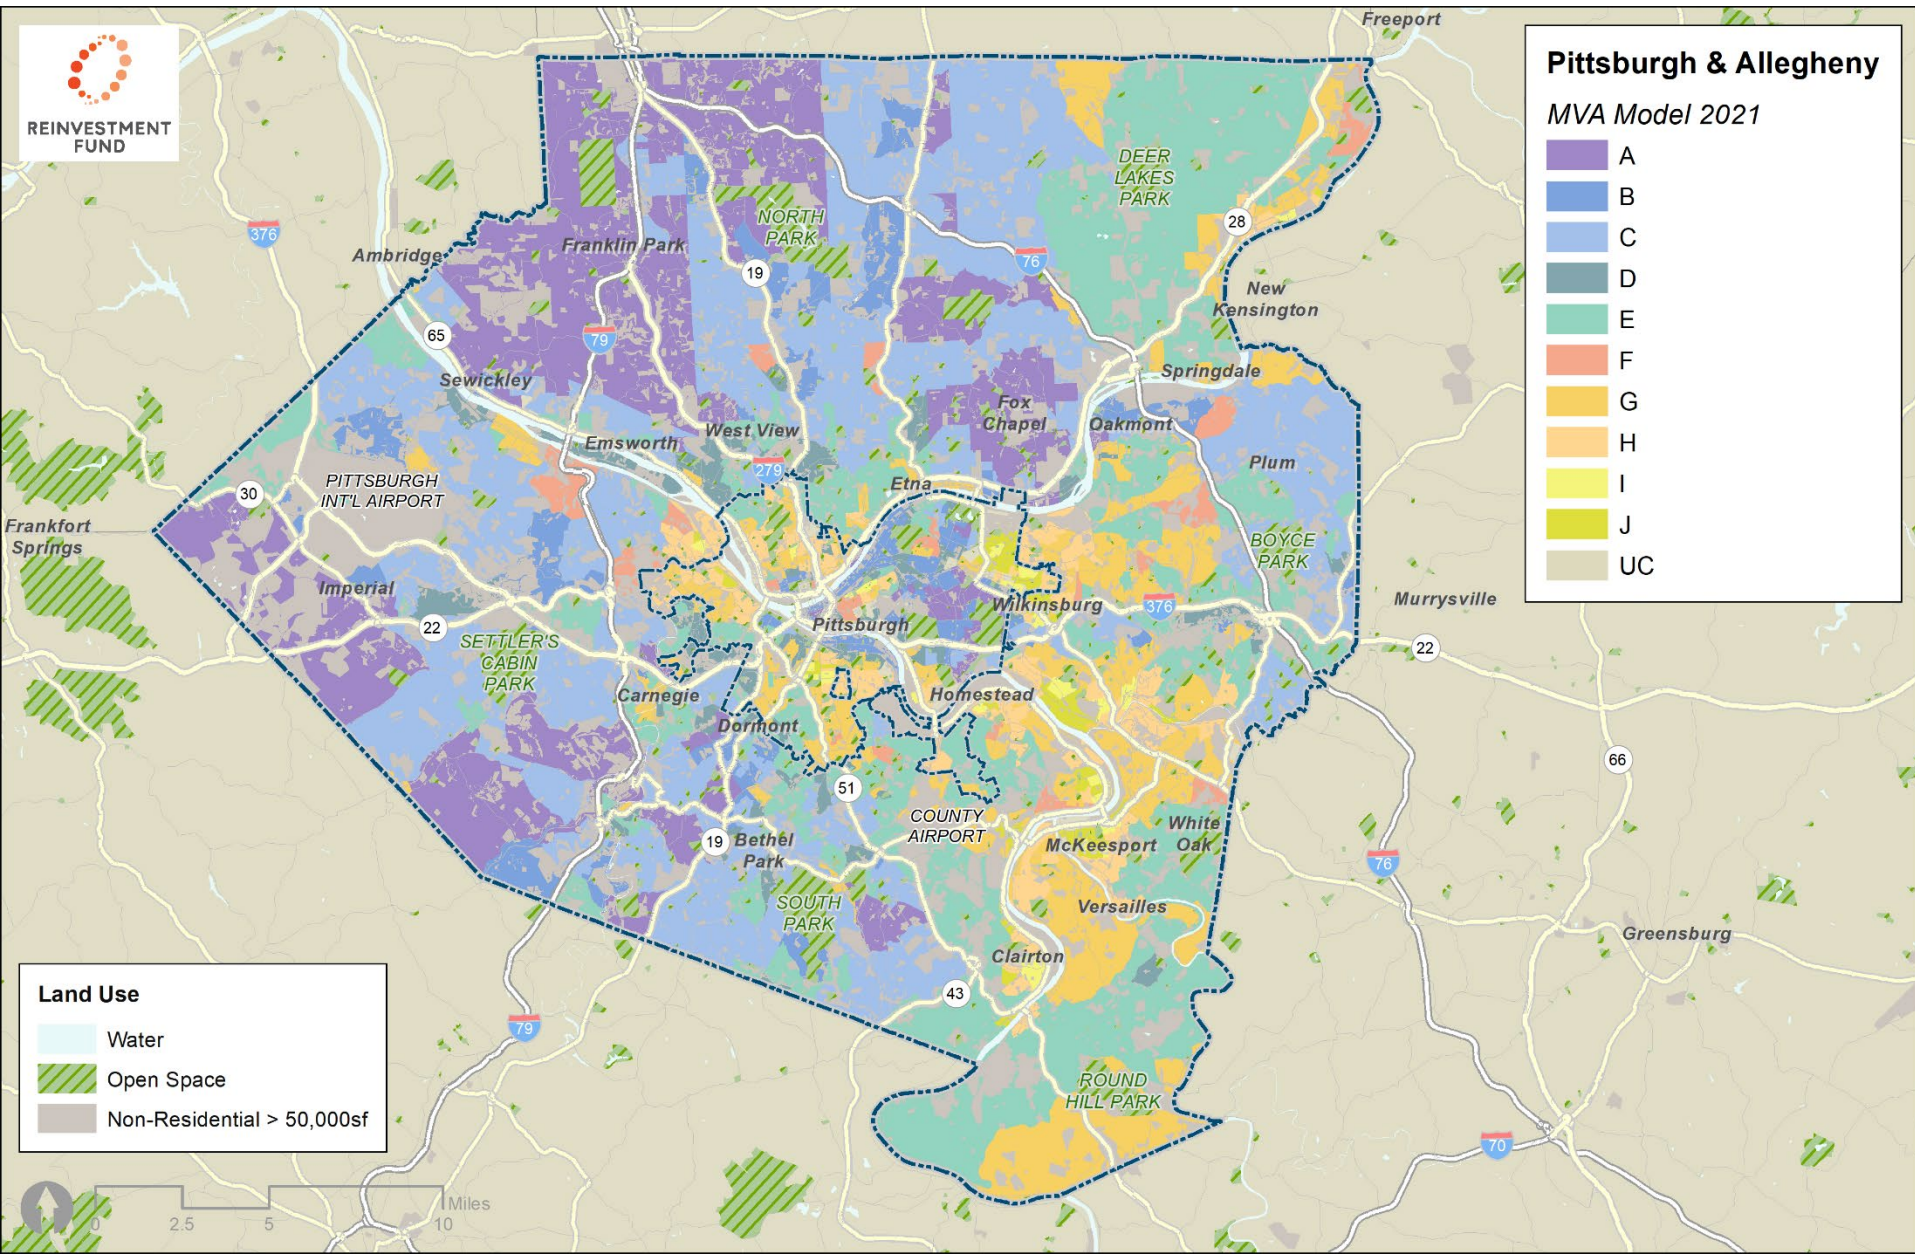 Freeport
REINVESTMENT
FUND
Pittsburgh & Allegheny
MVA Model 2021
A
B
C
D
E
F
G
H
I
J
UC
DEER
LAKES
PARK
28
376
NORTH
PARK
Franklin Park
Ambridge
19
76
New
Kensington
65
79
Sewickley
Springdale
Fox
Chapel
Oakmont
West View
Emsworth
279
Plum
Etna
PITTSBURGH
INT'L AIRPORT
30
Frankfort
Springs
BOYCE
PARK
Imperial
Wilkinsburg
376
Murrysville
22
Pittsburgh
SETTLER'S
CABIN
PARK
22
Carnegie
Homestead
Dormont
66
51
COUNTY
AIRPORT
19
Bethel
Park
McKeesport
White
Oak
76
SOUTH
PARK
Versailles
Greensburg
Clairton
43
79
Land Use
Water
Open Space
Non-Residential > 50,000sf
ROUND
HILL PARK
70
Miles
0
2.5
5
10